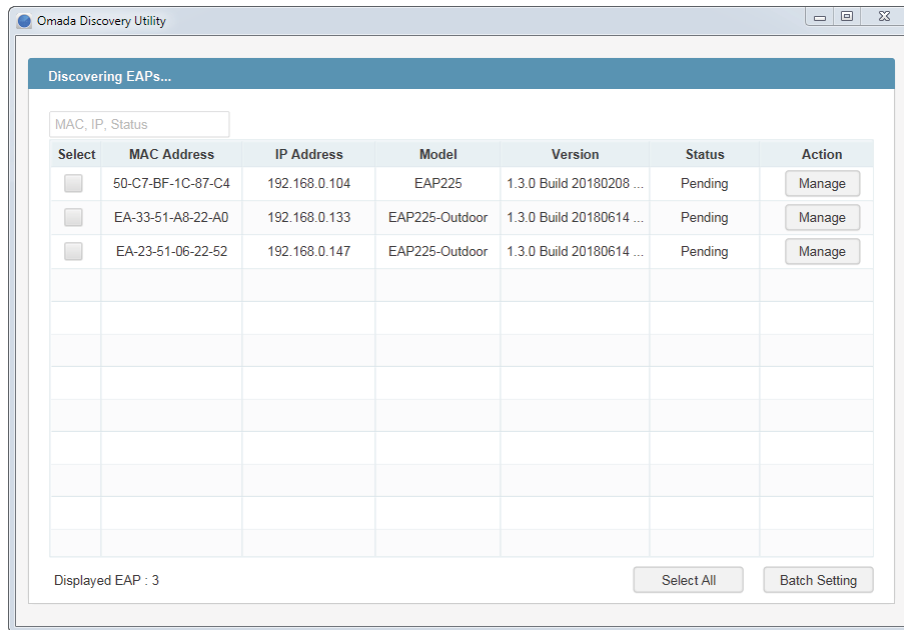 Omada Discovery Utility
Discovering EAPs...
MAC, IP, Status
Select MAC Address IP Address Model Version Status Action
50-C7-BF-1C-87-C4 192.168.0.104 EAP225 1.3.0 Build 20180208 ... Pending Manage
EA-33-51-A8-22-A0 192.168.0.133 EAP225-Outdoor 1.3.0 Build 20180614 ... Pending Manage
EA-23-51-06-22-52 192.168.0.147 EAP225-Outdoor 1.3.0 Build 20180614 ... Pending Manage
Displayed EAP : 3 Select All Batch Setting